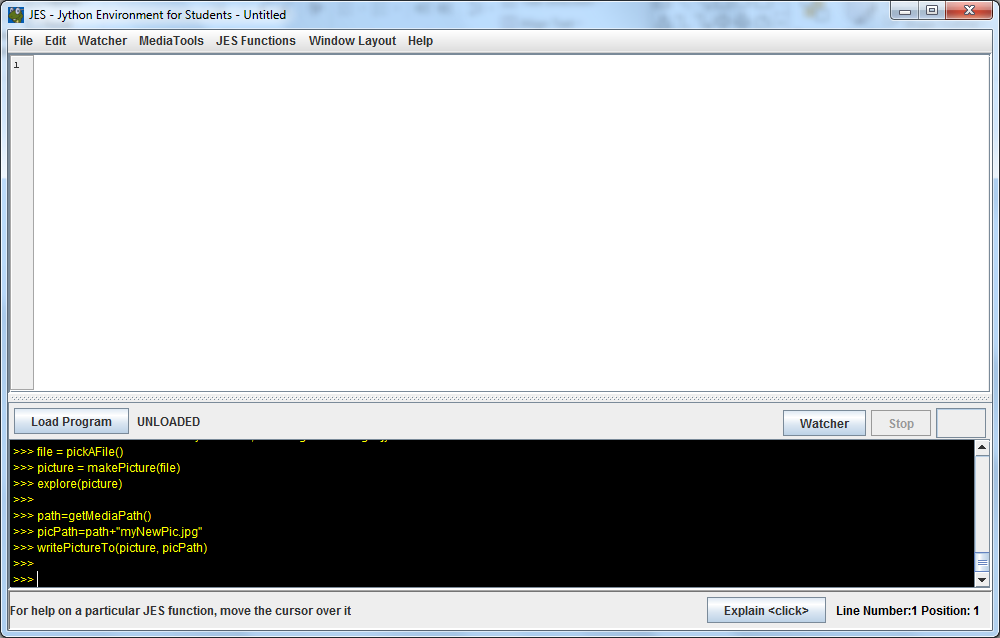 JES - Jython Environment for Students - Untitled
File Edit Watcher MediaTools JES Functions Window Layout Help
1
Load Program UNLOADED Watcher Stop
>>> file = pickAFile()
>>> picture = makePicture(file)
>>> explore(picture)
>>>
>>> path=getMediaPath()
>>> picPath=path+"myNewPic.jpg"
>>> writePictureTo(picture, picPath)
>>>
>>>
For help on a particular JES function, move the cursor over it Explain <click> Line Number:1 Position: 1